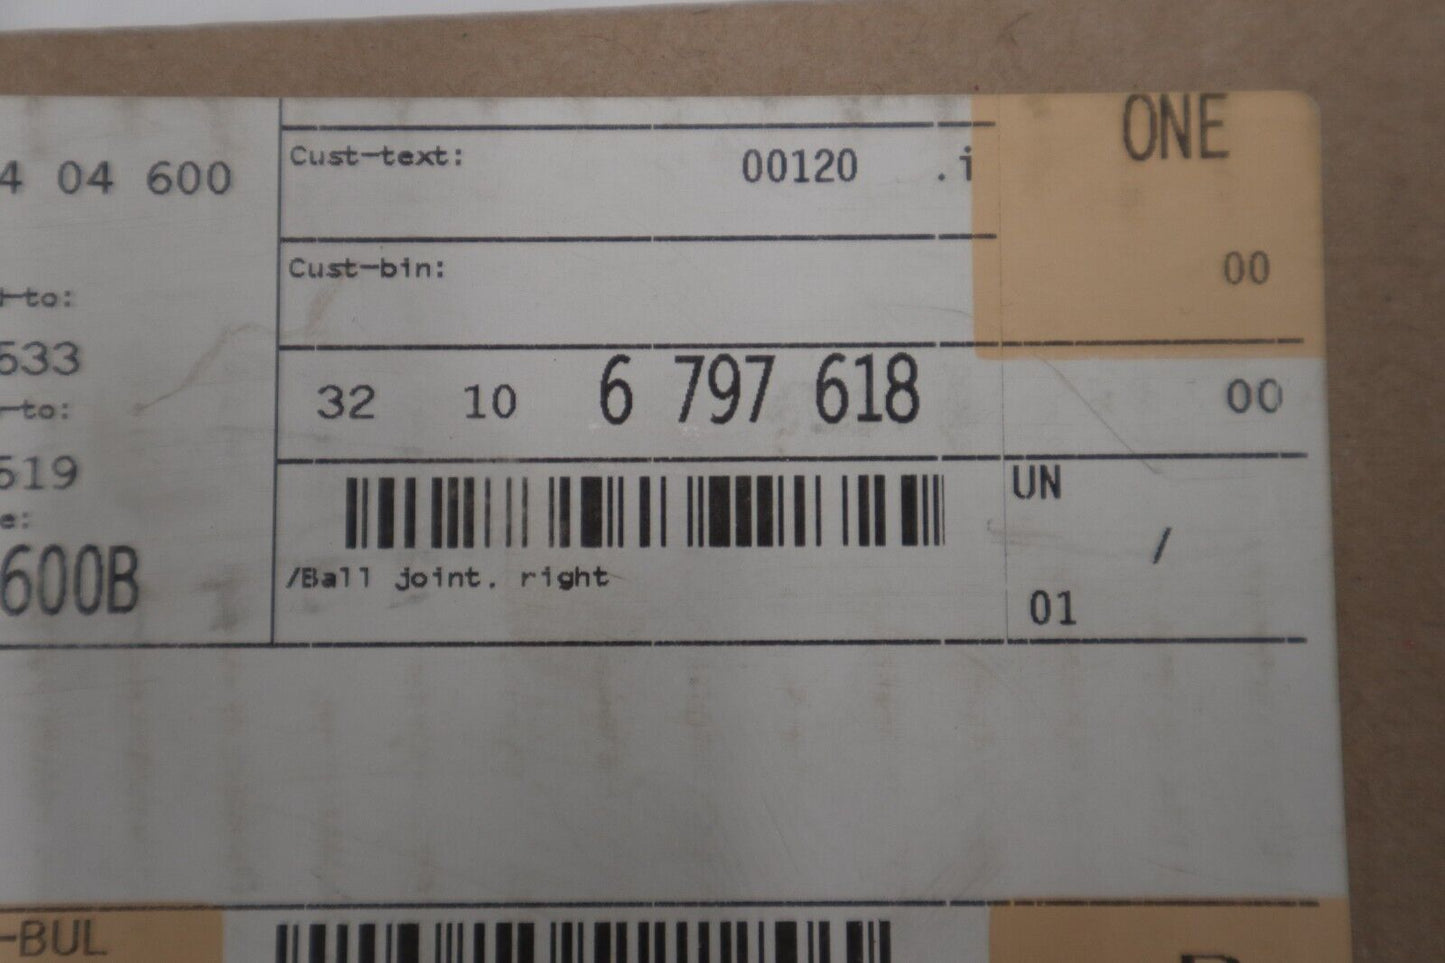 ONE
4 04 600
Cust-text: 00120 .i
00
Cust-bin:
-to:
533
32 10 6 797 618 00
-to:
519
UN
e:
/
/Ball joint. right
600B
01
-BUL